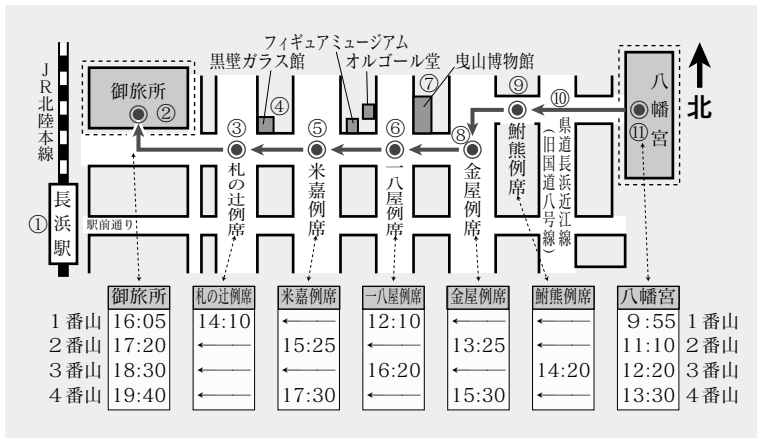 フィギュアミュージアム
黒壁ガラス館
オルゴール堂
⑦
曳山博物館
JR北陸本線
御旅所
②
④
⑨
⑩
八幡宮
⑪
北
③
⑤
⑥
⑧
札の辻例席
米嘉例席
一八屋例席
金屋例席
鮒熊例席
県道長浜近江線
(旧国道八号線)
①
長浜駅
駅前通り
御旅所 札の辻例席 米嘉例席 一八屋例席 金屋例席 鮒熊例席 八幡宮
1番山 16:05 14:10 ← 12:10 ← ← 9:55 1番山
2番山 17:20 ← 15:25 ← 13:25 ← 11:10 2番山
3番山 18:30 ← ← 16:20 ← 14:20 12:20 3番山
4番山 19:40 ← 17:30 ← 15:30 ← 13:30 4番山